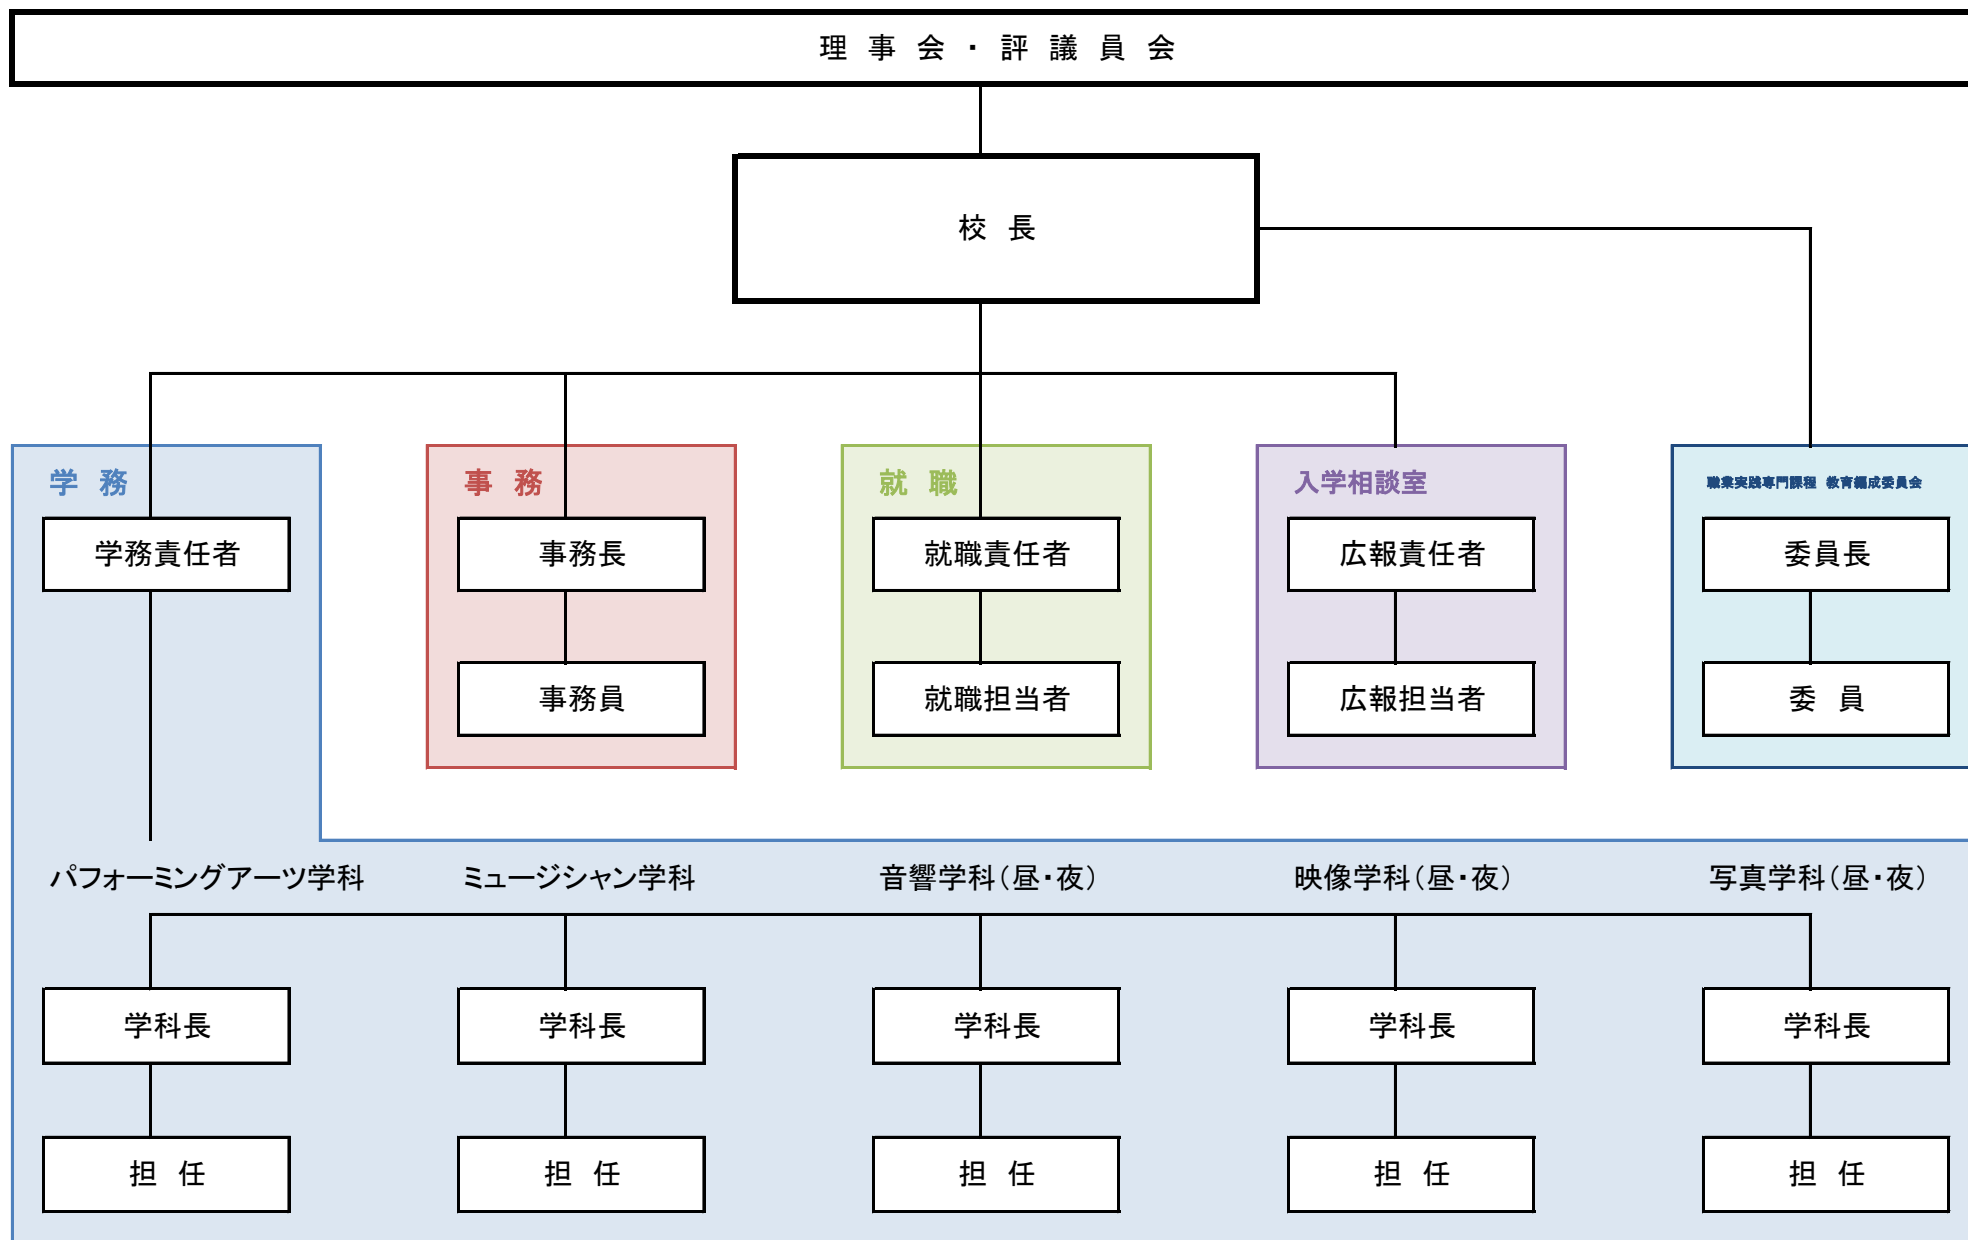 理事会・評議員会
校長
学務
事務
就職
入学相談室
職業実践専門課程 教育編成委員会
学務責任者
事務長
就職責任者
広報責任者
委員長
事務員
就職担当者
広報担当者
委員
パフォーミングアーツ学科
ミュージシャン学科
音響学科(昼・夜)
映像学科(昼・夜)
写真学科(昼・夜)
学科長
学科長
学科長
学科長
学科長
担任
担任
担任
担任
担任